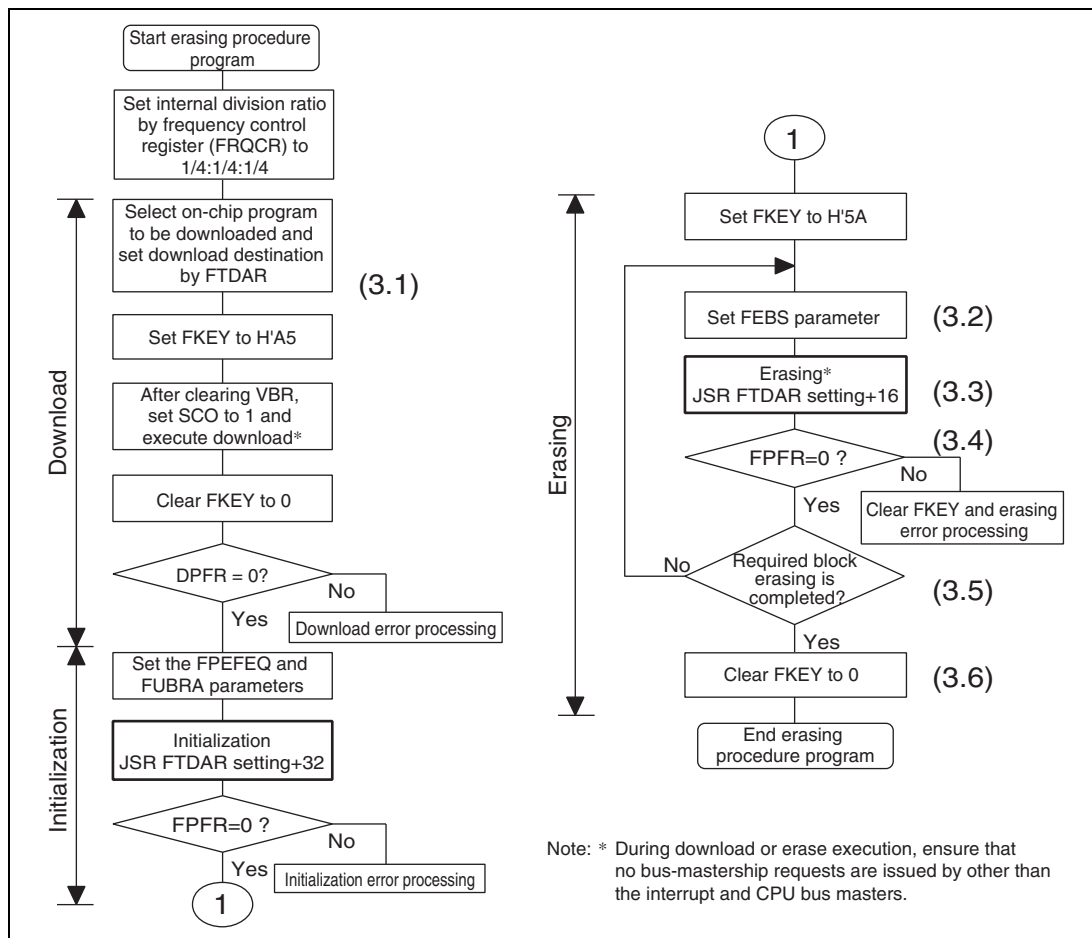 Start erasing procedure
program
Set internal division ratio
by frequency control
register (FRQCR) to
1/4:1/4:1/4
Download
Select on-chip program
to be downloaded and
set download destination
by FTDAR
(3.1)
Set FKEY to H'A5
After clearing VBR,
set SCO to 1 and
execute download*
Clear FKEY to 0
DPFR = 0?
No
Yes
Download error processing
Initialization
Set the FPEFEQ and
FUBRA parameters
Initialization
JSR FTDAR setting+32
FPFR=0 ?
No
Yes
Initialization error processing
1
1
Erasing
Set FKEY to H'5A
Set FEBS parameter
(3.2)
Erasing*
JSR FTDAR setting+16
(3.3)
(3.4)
FPFR=0 ?
No
Yes
Clear FKEY and erasing
error processing
No
Required block
erasing is
completed?
(3.5)
Yes
Clear FKEY to 0
(3.6)
End erasing
procedure program
Note: * During download or erase execution, ensure that
no bus-mastership requests are issued by other than
the interrupt and CPU bus masters.